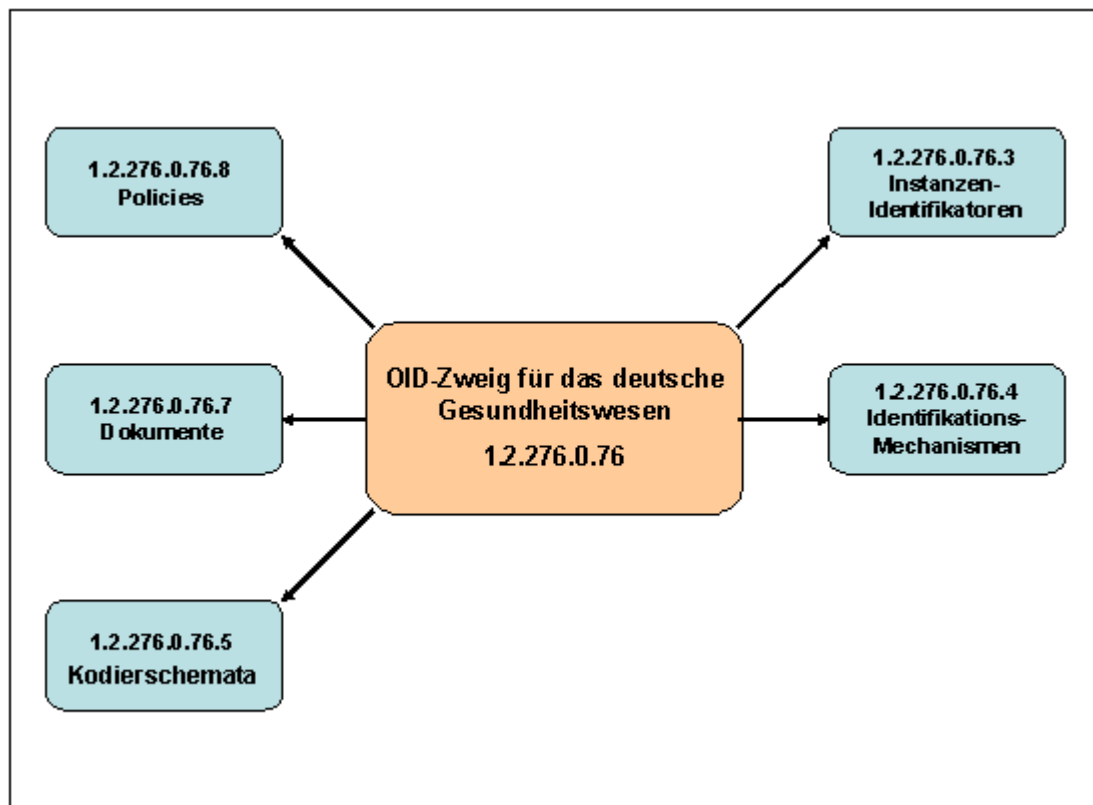 1.2.276.0.76.8
Policies
1.2.276.0.76.3
Instanzen-
Identifikatoren
OID-Zweig für das deutsche
Gesundheitswesen
1.2.276.0.76
1.2.276.0.76.7
Dokumente
1.2.276.0.76.4
Identifikations-
Mechanismen
1.2.276.0.76.5
Kodierschemata